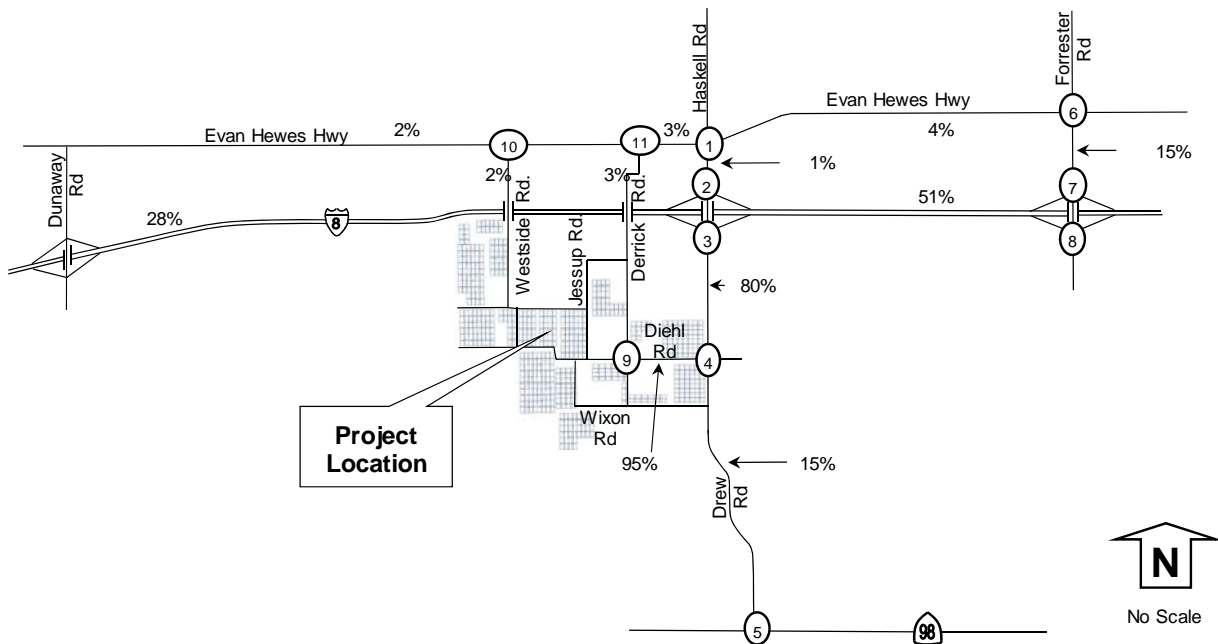 Haskell Rd
Forrester
Rd
Evan Hewes Hwy
6
Evan Hewes Hwy
2%
10
11
3%
1
4%
Dunaway
Rd
2%
3%
1%
15%
2
7
28%
8
Westside Rd.
Jessup Rd.
Derrick Rd.
51%
3
8
80%
Diehl
Rd
9
4
Project
Location
Wixon
Rd
95%
15%
Drew
Rd
N
No Scale
5
98